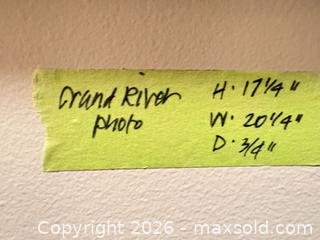 Grand River
photo
H. 17 1/4"
W. 20 1/4"
D. 3/4"
Copyright 2026 - maxsold.com